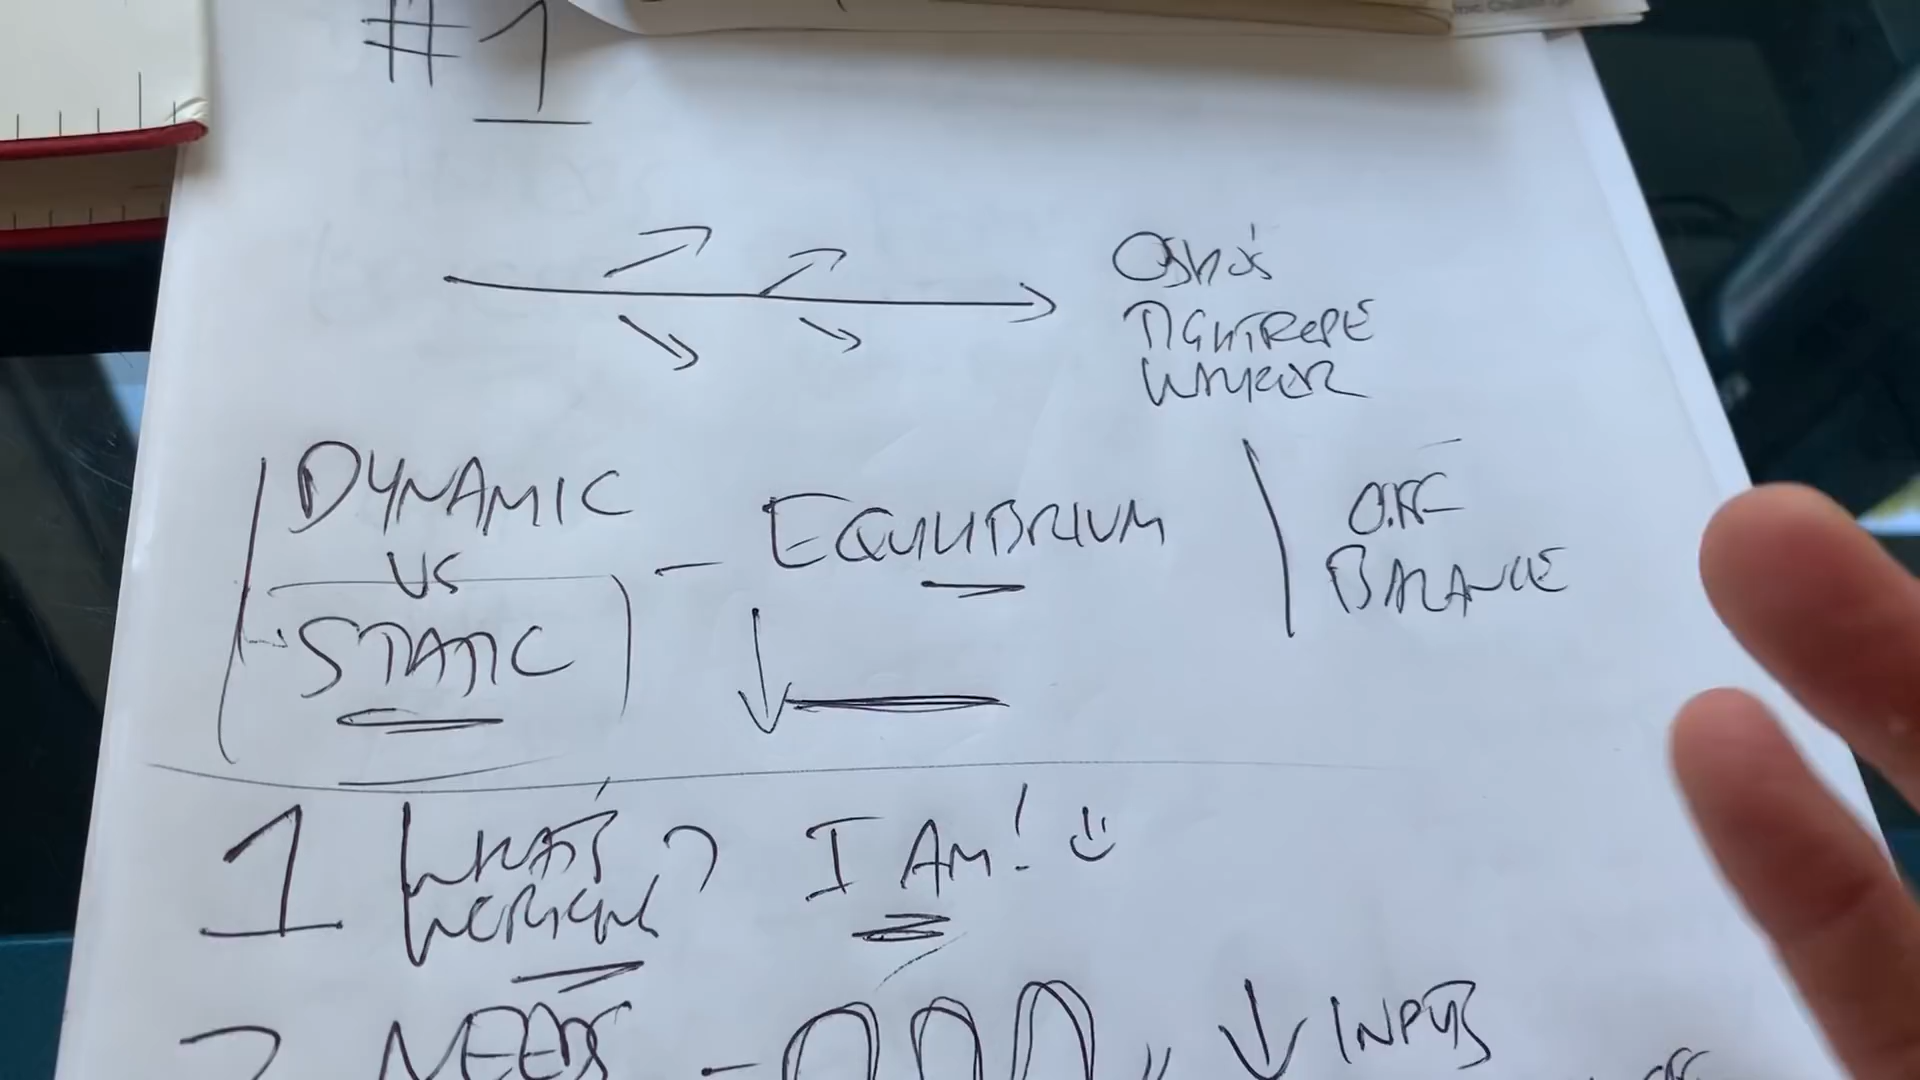 #1
Osho's
TIGHTROPE
WALKER
DYNAMIC
VS
STATIC
- EQUILIBRIUM
OFF
BALANCE
1 WHAT'S
WORKING ? I AM!
2 NEEDS -
↓ INPUTS